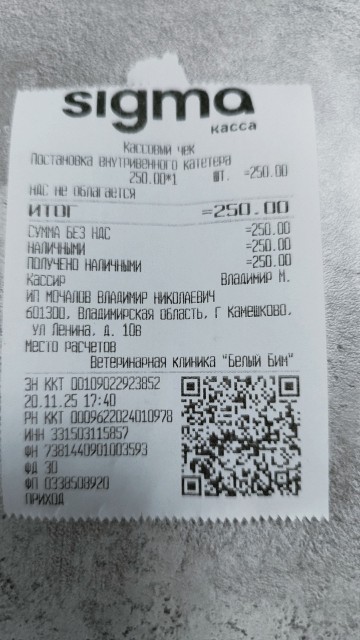 sigma
касса
Кассовый чек
Постановка внутривенного катетера
250.00*1 шт. =250.00
НДС не облагается
ИТОГ =250.00
СУММА БЕЗ НДС =250.00
НАЛИЧНЫМИ =250.00
ПОЛУЧЕНО НАЛИЧНЫМИ =250.00
Кассир Владимир М.
ИП МОЧАЛОВ ВЛАДИМИР НИКОЛАЕВИЧ
601300, Владимирская область, г Камешково,
ул Ленина, д. 10в
Место расчетов
Ветеринарная клиника "Белый Бим"
ЗН ККТ 00109022923852
20.11.25 17:40
РН ККТ 0009622024010978
ИНН 331503115857
ФН 7381440901003593
ФД 30
ФП 0338508920
ПРИХОД